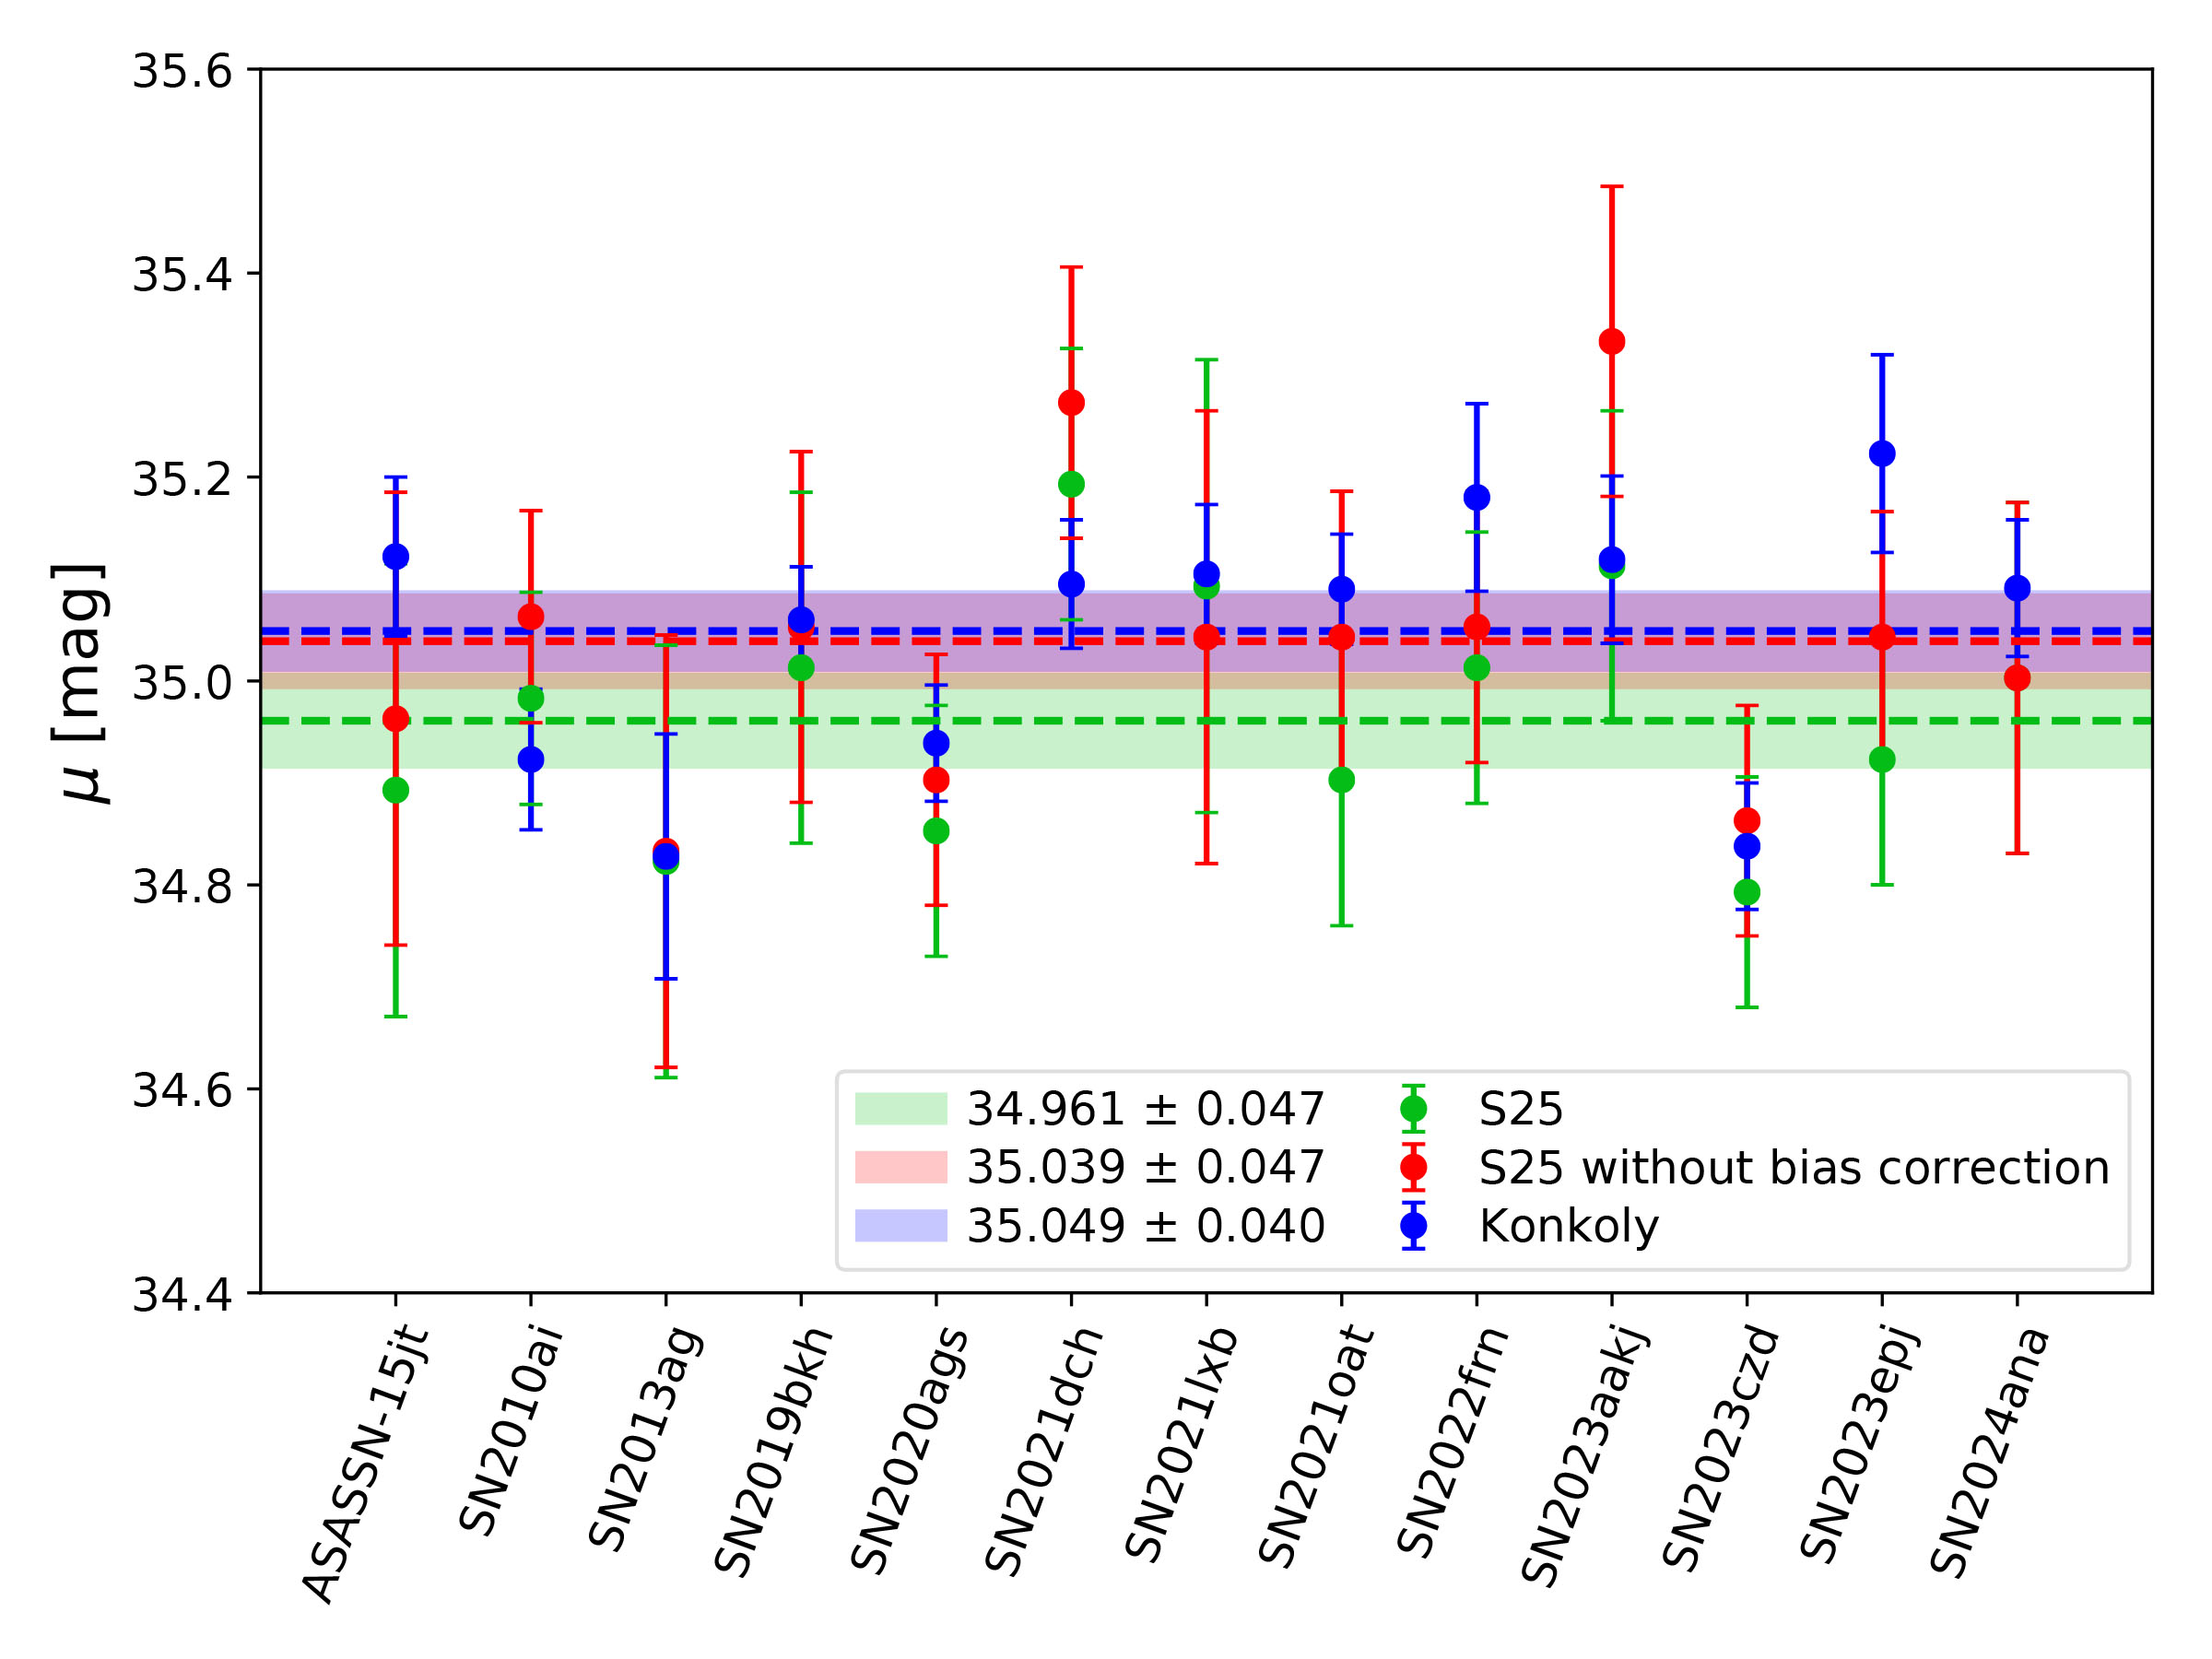 35.6
35.4
35.2
35.0
34.8
34.6
34.4
μ [mag]
34.961 ± 0.047
35.039 ± 0.047
35.049 ± 0.040
S25
S25 without bias correction
Konkoly
ASASSN-15jt
SN2010ai
SN2013ag
SN2019bkh
SN2020ags
SN2021dch
SN2021lxb
SN2021oat
SN2022frn
SN2023aakj
SN2023czd
SN2023epj
SN2024ana